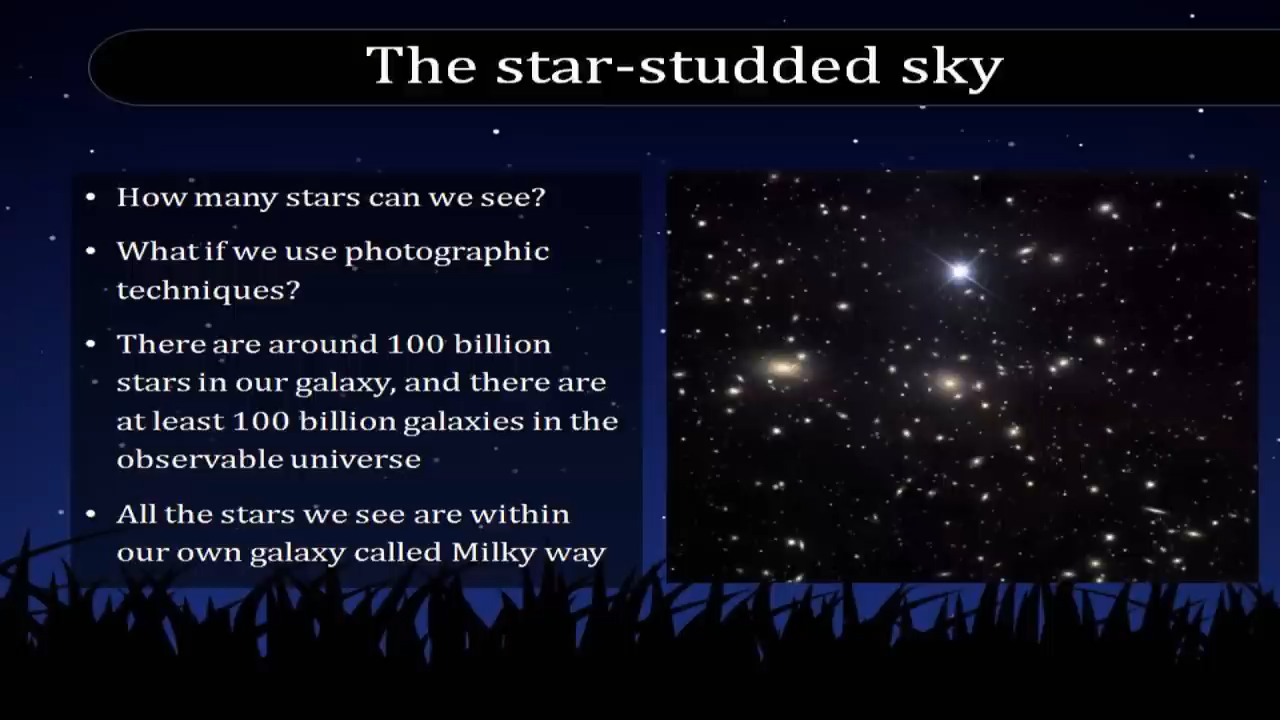 The star-studded sky
• How many stars can we see?
• What if we use photographic
techniques?
• There are around 100 billion
stars in our galaxy, and there are
at least 100 billion galaxies in the
observable universe
• All the stars we see are within
our own galaxy called Milky way